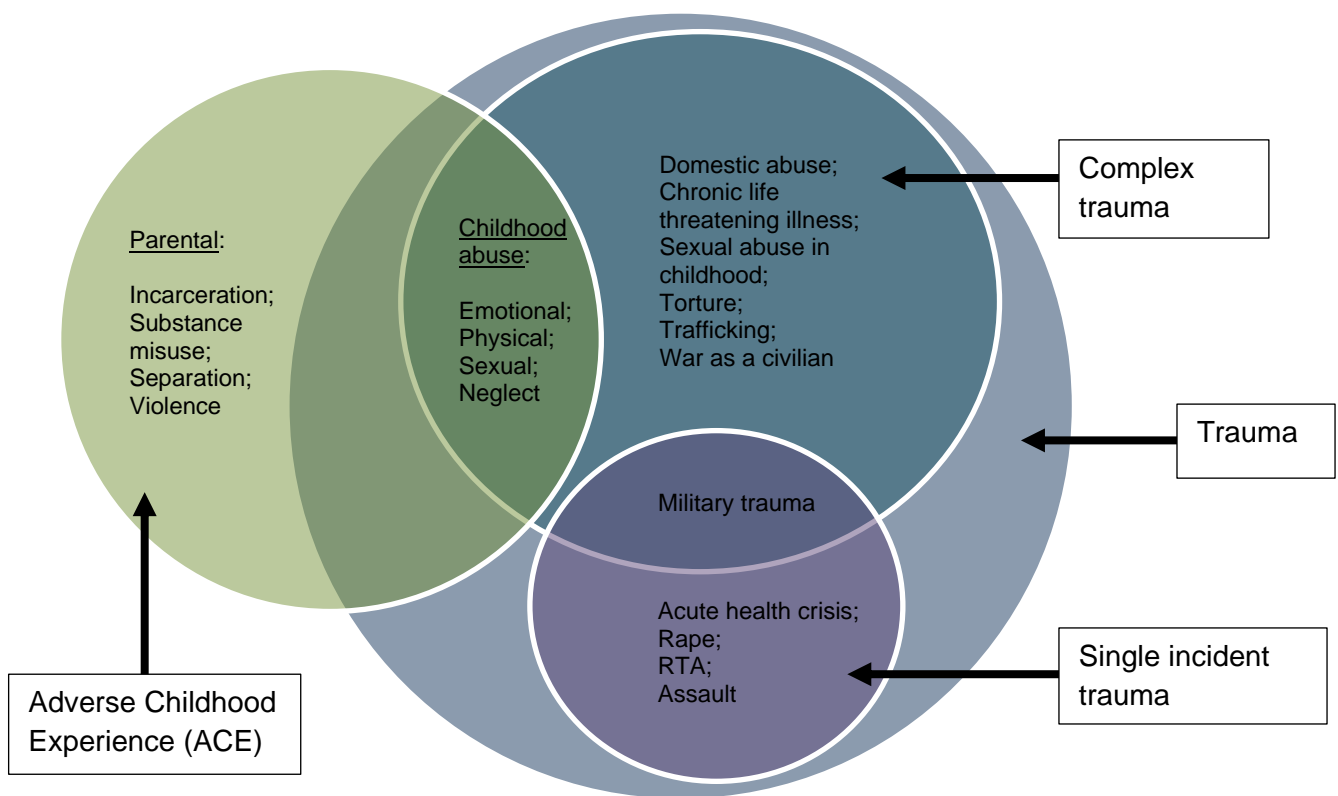 Parental:
Incarceration;
Substance
misuse;
Separation;
Violence
Childhood
abuse:
Emotional;
Physical;
Sexual;
Neglect
Domestic abuse;
Chronic life
threatening illness;
Sexual abuse in
childhood;
Torture;
Trafficking;
War as a civilian
Military trauma
Acute health crisis;
Rape;
RTA;
Assault
Complex
trauma
Trauma
Single incident
trauma
Adverse Childhood
Experience (ACE)